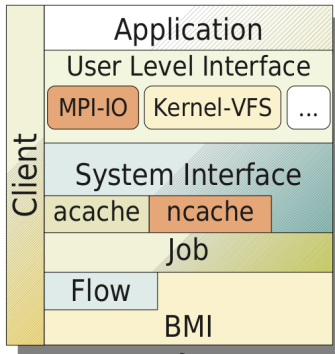 Client
Application
User Level Interface
MPI-IO Kernel-VFS ...
System Interface
acache ncache
Job
Flow
BMI